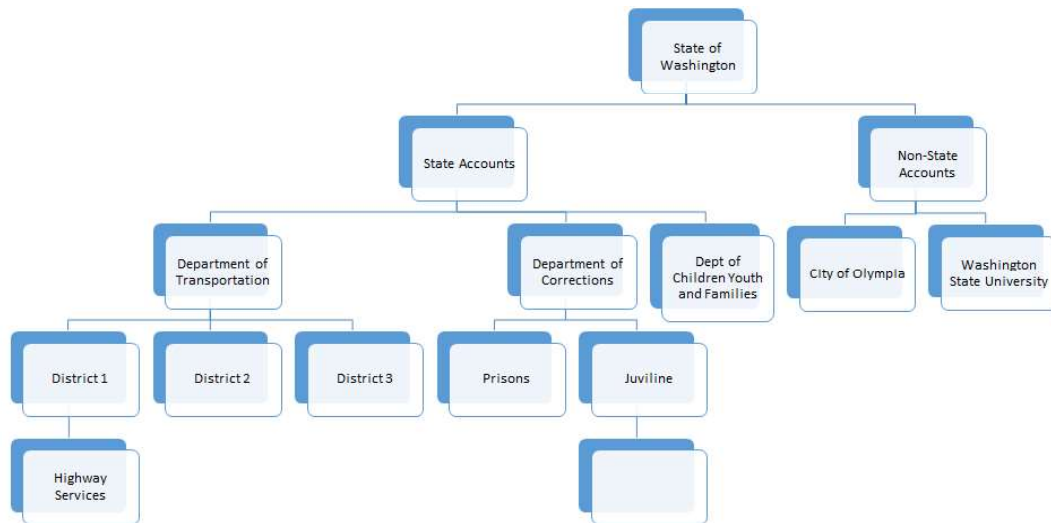 State of
Washington
State Accounts
Non-State
Accounts
Department of
Transportation
Department of
Corrections
Dept of
Children Youth
and Families
City of Olympia
Washington
State University
District 1
District 2
District 3
Prisons
Juviline
Highway
Services